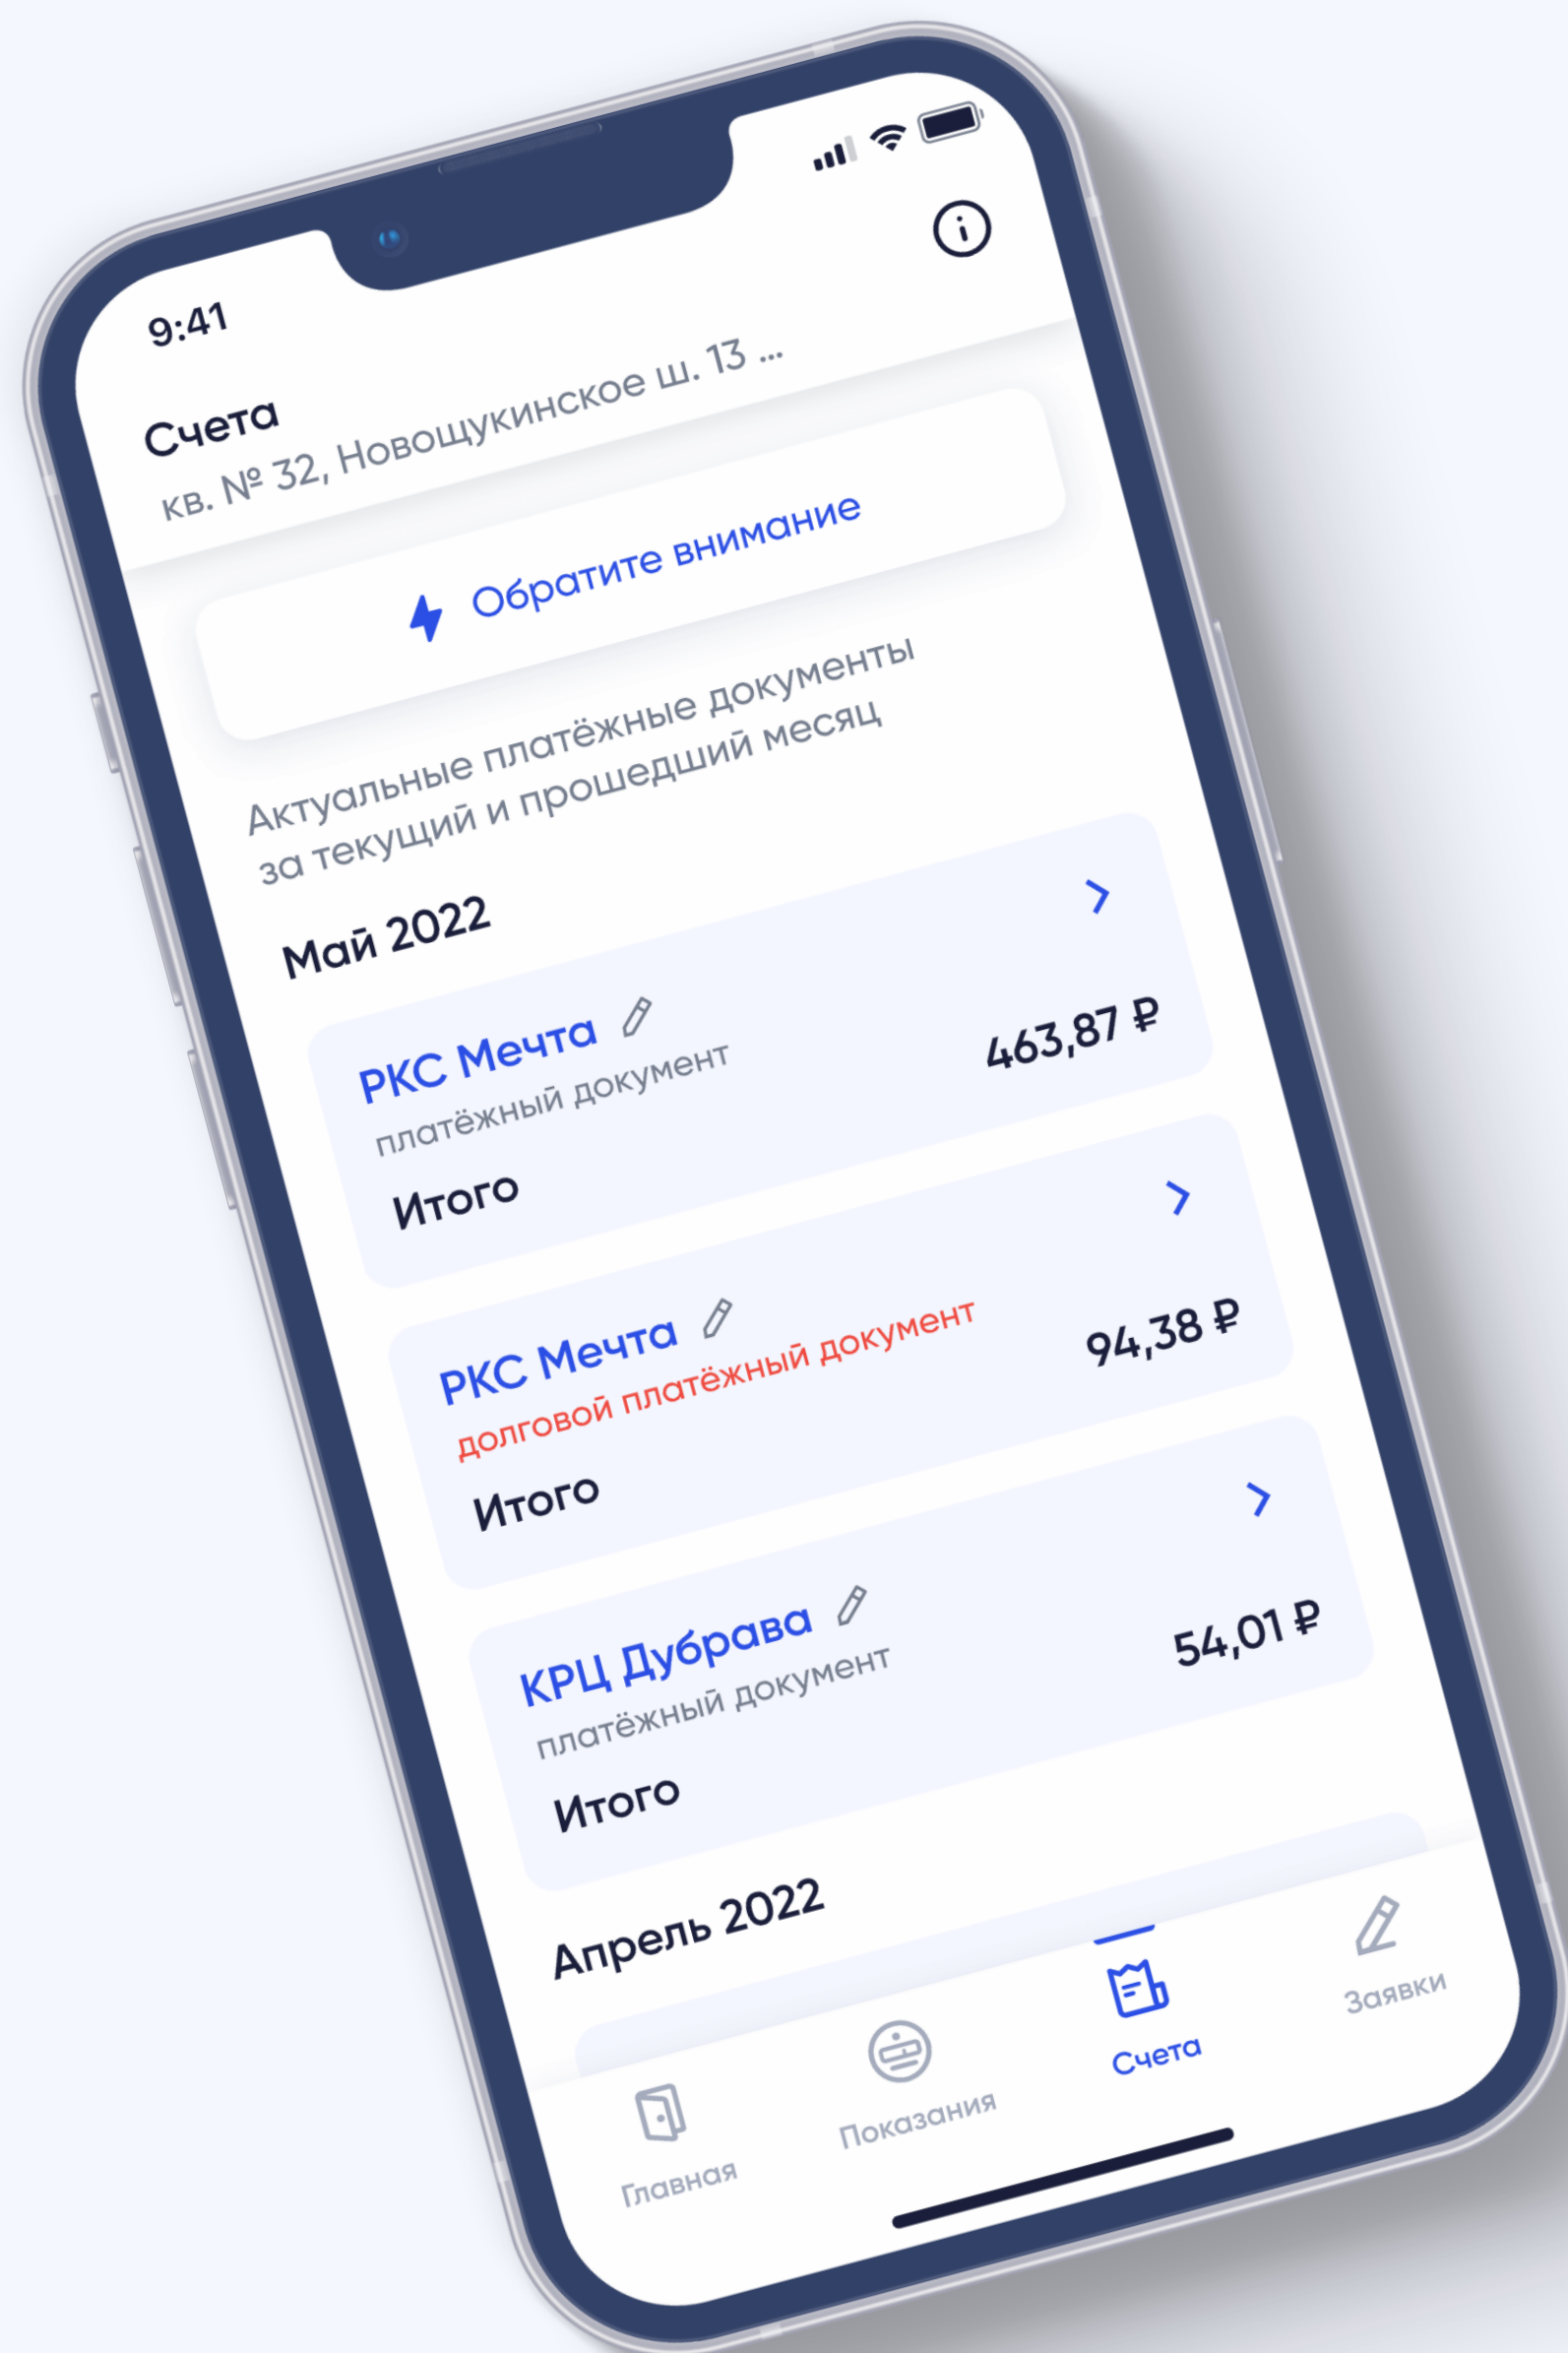 9:41
Счета
кв. № 32, Новощукинское ш. 13 ...
Обратите внимание
Актуальные платёжные документы
за текущий и прошедший месяц
Май 2022
РКС Мечта
платёжный документ
Итого 463,87 ₽
РКС Мечта
долговой платёжный документ
Итого 94,38 ₽
КРЦ Дубрава
платёжный документ
Итого 54,01 ₽
Апрель 2022
Главная Показания Счета Заявки